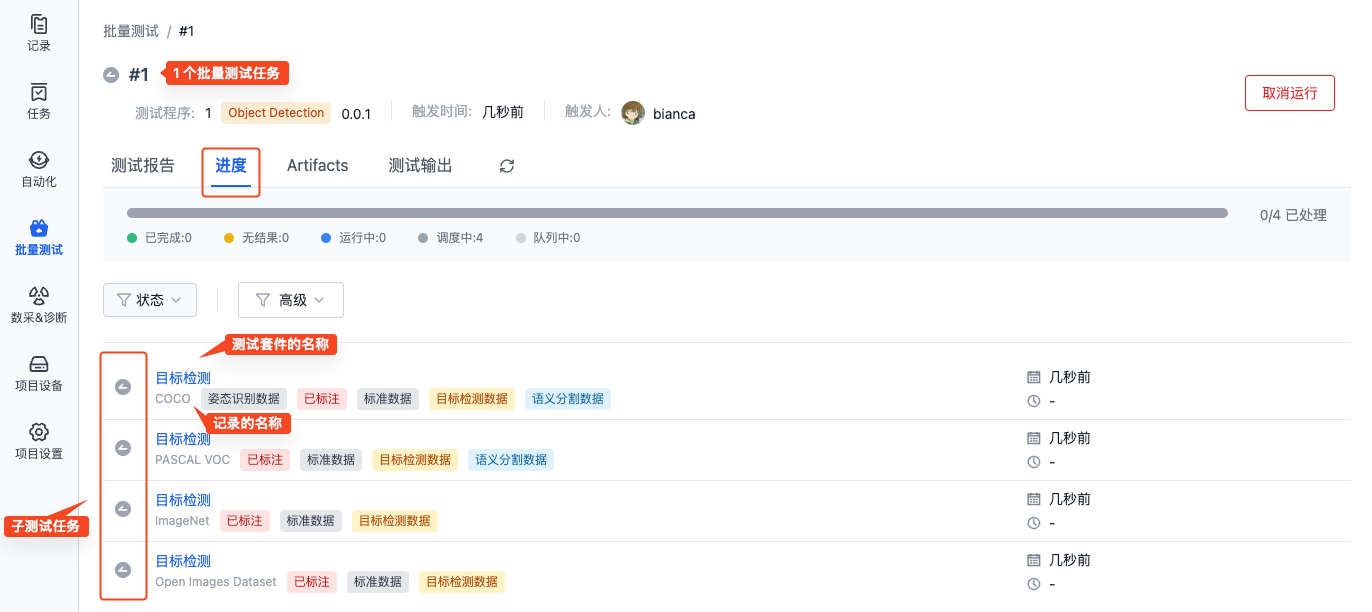 记录
任务
自动化
批量测试
数采&诊断
项目设备
项目设置
批量测试 / #1
#1
1 个批量测试任务
取消运行
测试程序: 1 Object Detection 0.0.1 触发时间: 几秒前 触发人: bianca
测试报告 进度 Artifacts 测试输出
0/4 已处理
已完成:0 无结果:0 运行中:0 调度中:4 队列中:0
状态 高级
测试套件的名称
目标检测 几秒前
COCO 姿态识别数据 已标注 标准数据 目标检测数据 语义分割数据 -
记录的名称
目标检测 几秒前
PASCAL VOC 已标注 标准数据 目标检测数据 语义分割数据 -
目标检测 几秒前
ImageNet 已标注 标准数据 目标检测数据 -
子测试任务
目标检测 几秒前
Open Images Dataset 已标注 标准数据 目标检测数据 -